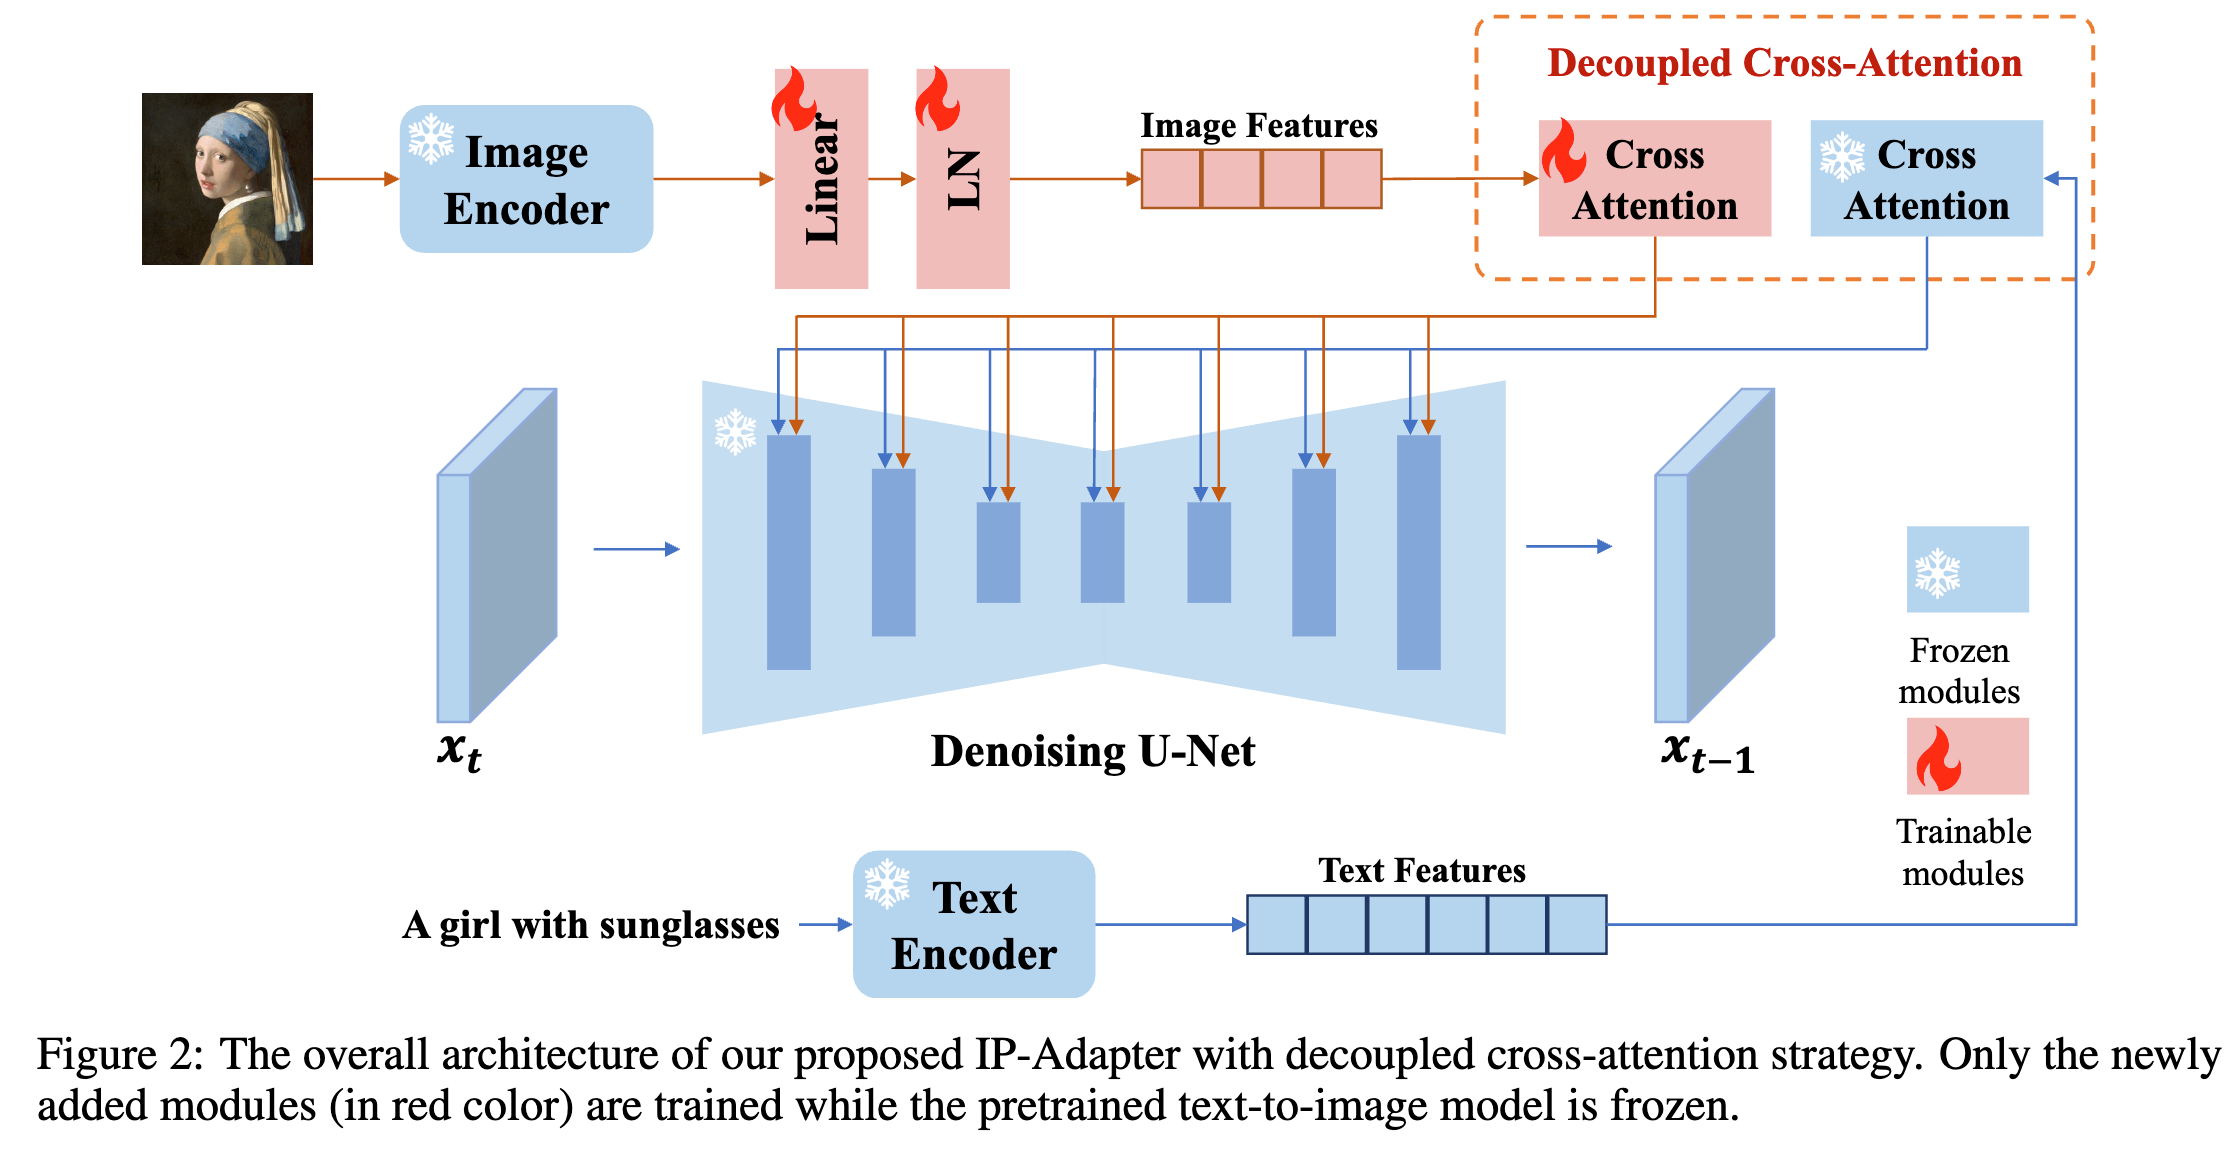 Decoupled Cross-Attention
Image
Encoder
Linear
LN
Image Features
Cross
Attention
Cross
Attention
x_t
Denoising U-Net
x_{t-1}
Frozen
modules
Trainable
modules
A girl with sunglasses
Text
Encoder
Text Features
Figure 2: The overall architecture of our proposed IP-Adapter with decoupled cross-attention strategy. Only the newly
added modules (in red color) are trained while the pretrained text-to-image model is frozen.